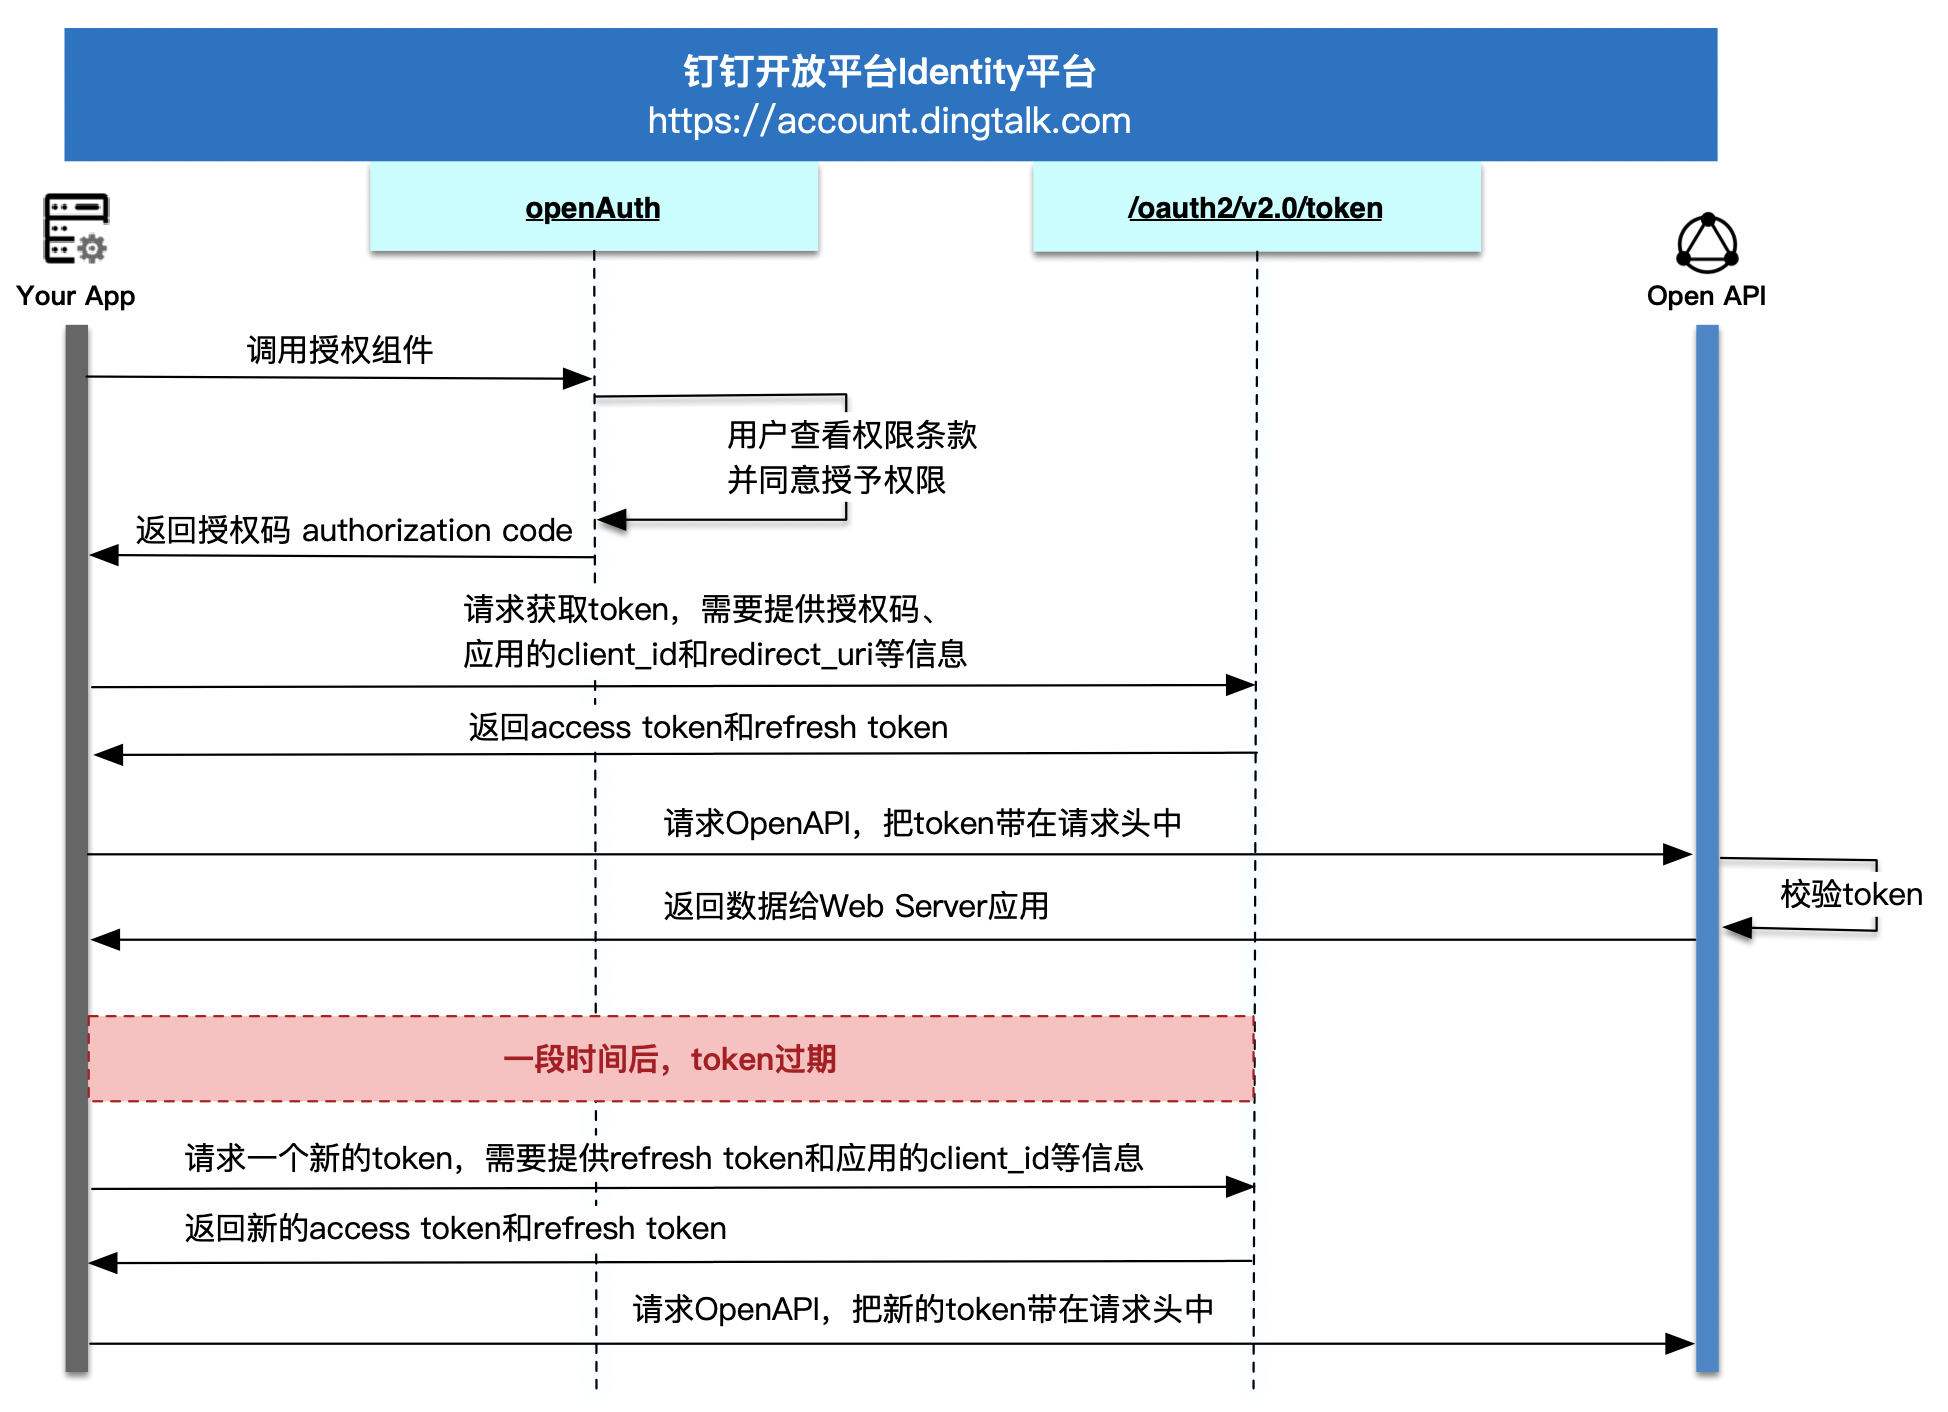 钉钉开放平台Identity平台
https://account.dingtalk.com
openAuth
/oauth2/v2.0/token
Your App
Open API
调用授权组件
用户查看权限条款
并同意授予权限
返回授权码 authorization code
请求获取token，需要提供授权码、
应用的client_id和redirect_uri等信息
返回access token和refresh token
请求OpenAPI，把token带在请求头中
校验token
返回数据给Web Server应用
一段时间后，token过期
请求一个新的token，需要提供refresh token和应用的client_id等信息
返回新的access token和refresh token
请求OpenAPI，把新的token带在请求头中